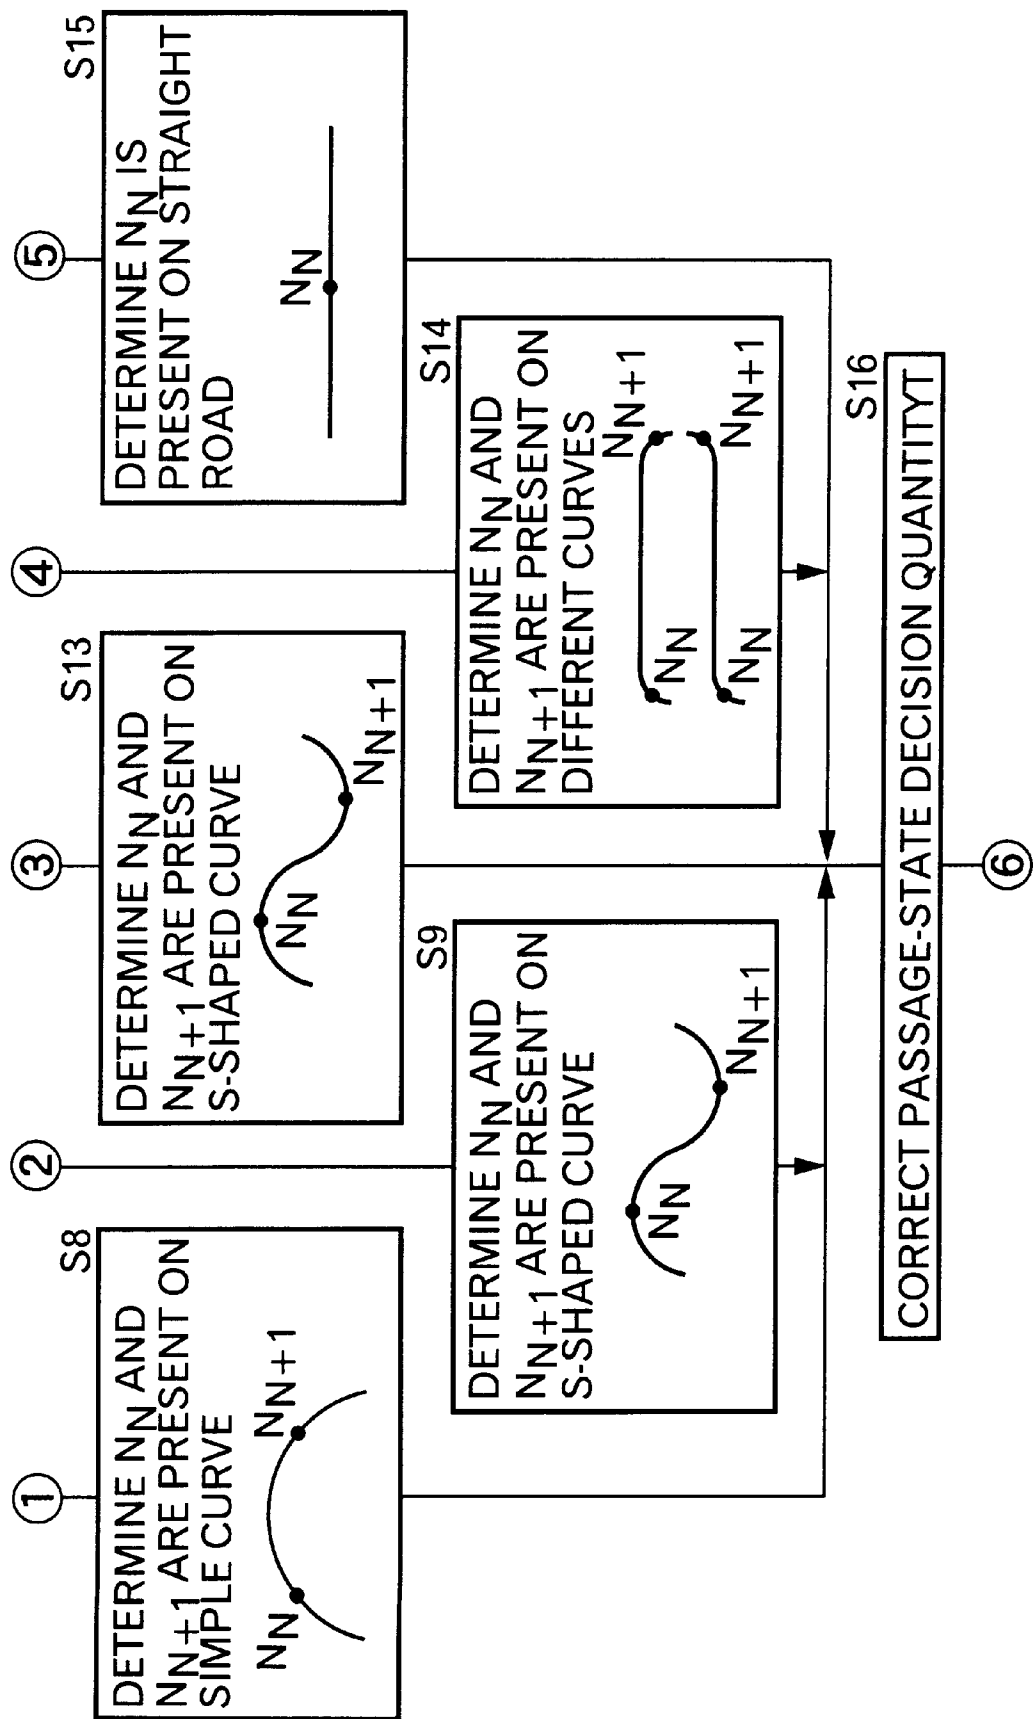 ①
S8
DETERMINE NN AND
NN+1 ARE PRESENT ON
SIMPLE CURVE
NN
NN+1
②
S9
DETERMINE NN AND
NN+1 ARE PRESENT ON
S-SHAPED CURVE
NN
NN+1
③
S13
DETERMINE NN AND
NN+1 ARE PRESENT ON
S-SHAPED CURVE
NN
NN+1
④
S14
DETERMINE NN AND
NN+1 ARE PRESENT ON
DIFFERENT CURVES
NN
NN+1
NN
NN+1
⑤
S15
DETERMINE NN IS
PRESENT ON STRAIGHT
ROAD
NN
S16
CORRECT PASSAGE-STATE DECISION QUANTITYT
⑥